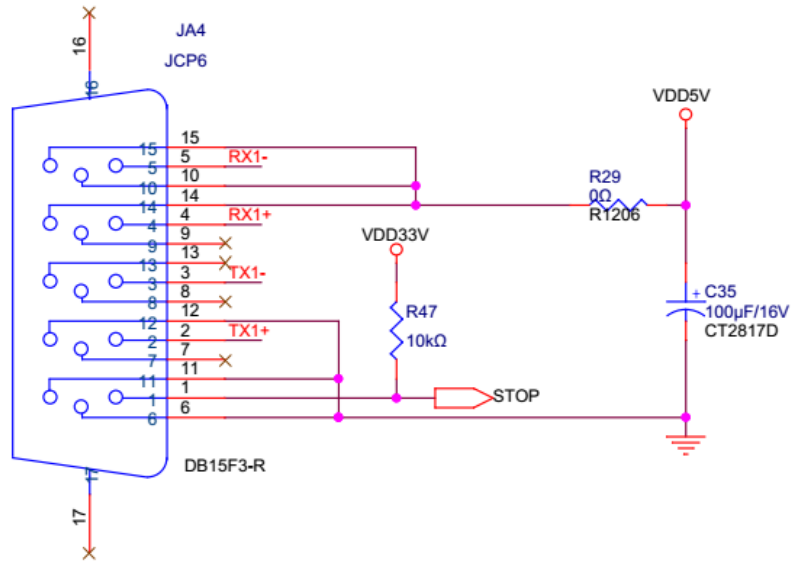 JA4
JCP6
16
16
VDD5V
15
15
5
RX1-
5
10
10
R29
0Ω
R1206
14
14
4
RX1+
4
9
9
VDD33V
13
13
3
TX1-
3
8
8
12
12
2
TX1+
2
7
7
R47
10kΩ
+ C35
100µF/16V
CT2817D
11
11
1
1
STOP
6
6
DB15F3-R
17
17